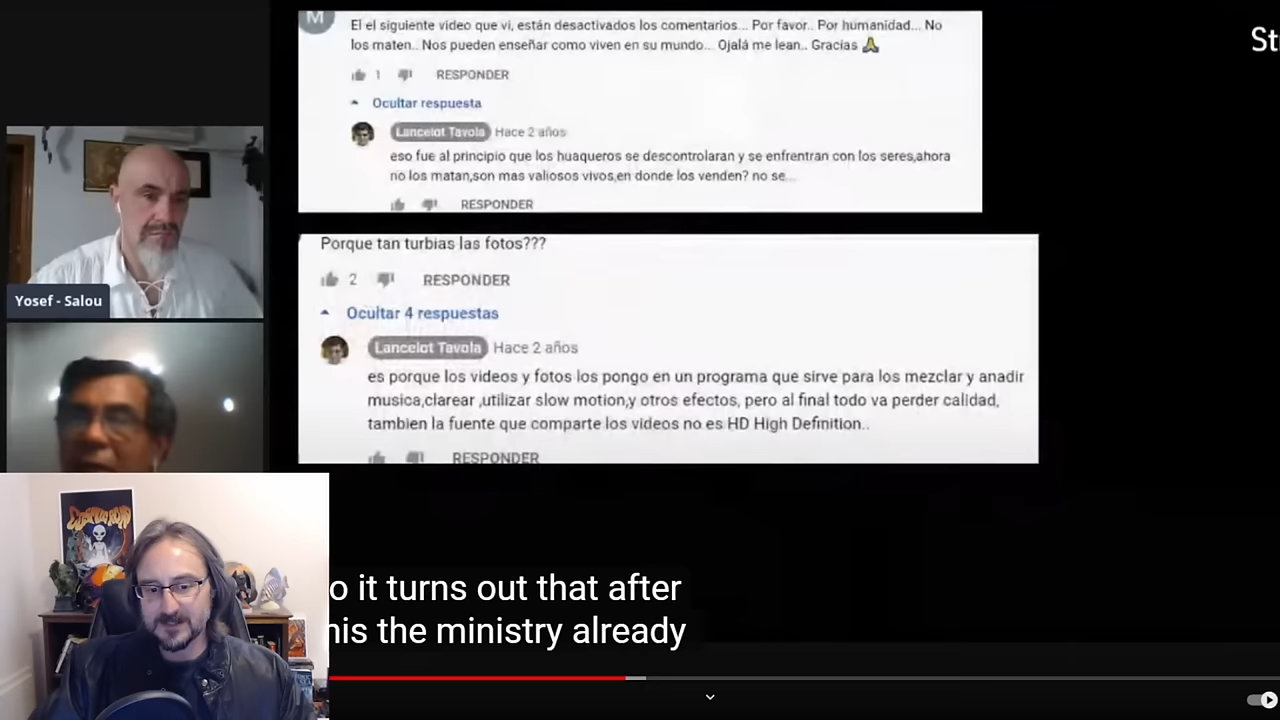 St
M
El el siguiente video que vi, están desactivados los comentarios... Por favor.. Por humanidad... No
los maten.. Nos pueden enseñar como viven en su mundo... Ojalá me lean.. Gracias 🙏
1 RESPONDER
Ocultar respuesta
Lancelot Tavola Hace 2 años
eso fue al principio que los huaqueros se descontrolaran y se enfrentran con los seres,ahora
no los matan,son mas valiosos vivos,en donde los venden? no se...
RESPONDER
Porque tan turbias las fotos???
2 RESPONDER
Ocultar 4 respuestas
Lancelot Tavola Hace 2 años
es porque los videos y fotos los pongo en un programa que sirve para los mezclar y anadir
musica,clarear ,utilizar slow motion,y otros efectos, pero al final todo va perder calidad,
tambien la fuente que comparte los videos no es HD High Definition..
RESPONDER
Yosef - Salou
o it turns out that after
his the ministry already